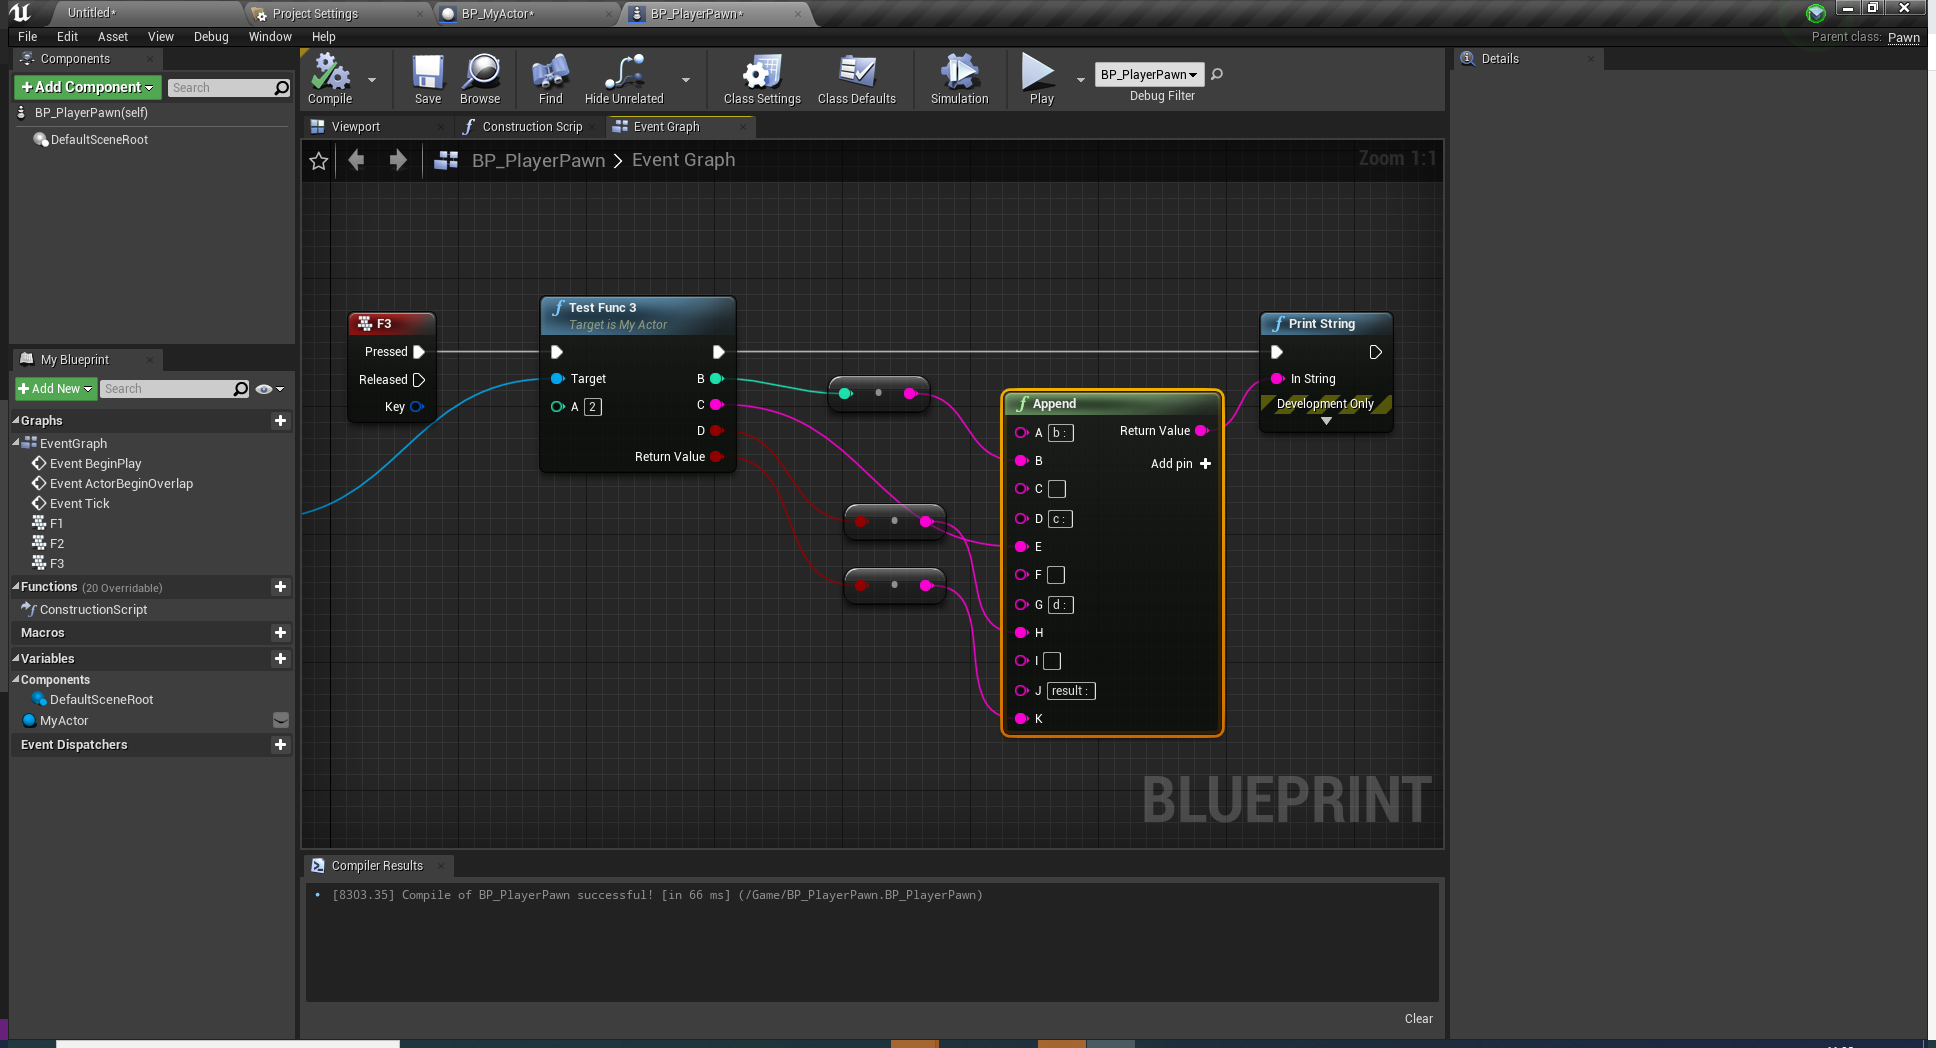 Untitled*
Project Settings
BP_MyActor*
BP_PlayerPawn*
File Edit Asset View Debug Window Help
Parent class: Pawn
Components
Add Component
Search
BP_PlayerPawn(self)
DefaultSceneRoot
Compile
Save
Browse
Find
Hide Unrelated
Class Settings
Class Defaults
Simulation
Play
BP_PlayerPawn
Debug Filter
Details
Viewport
Construction Scrip
Event Graph
BP_PlayerPawn > Event Graph
Zoom 1:1
F3
Pressed
Released
Key
Test Func 3
Target is My Actor
Target
A 2
B
C
D
Return Value
Append
A b :
B
C
D c :
E
F
G d :
H
I
J result :
K
Return Value
Add pin +
Print String
In String
Development Only
BLUEPRINT
My Blueprint
Add New
Search
Graphs
EventGraph
Event BeginPlay
Event ActorBeginOverlap
Event Tick
F1
F2
F3
Functions (20 Overridable)
ConstructionScript
Macros
Variables
Components
DefaultSceneRoot
MyActor
Event Dispatchers
Compiler Results
[8303.35] Compile of BP_PlayerPawn successful! [in 66 ms] (/Game/BP_PlayerPawn.BP_PlayerPawn)
Clear